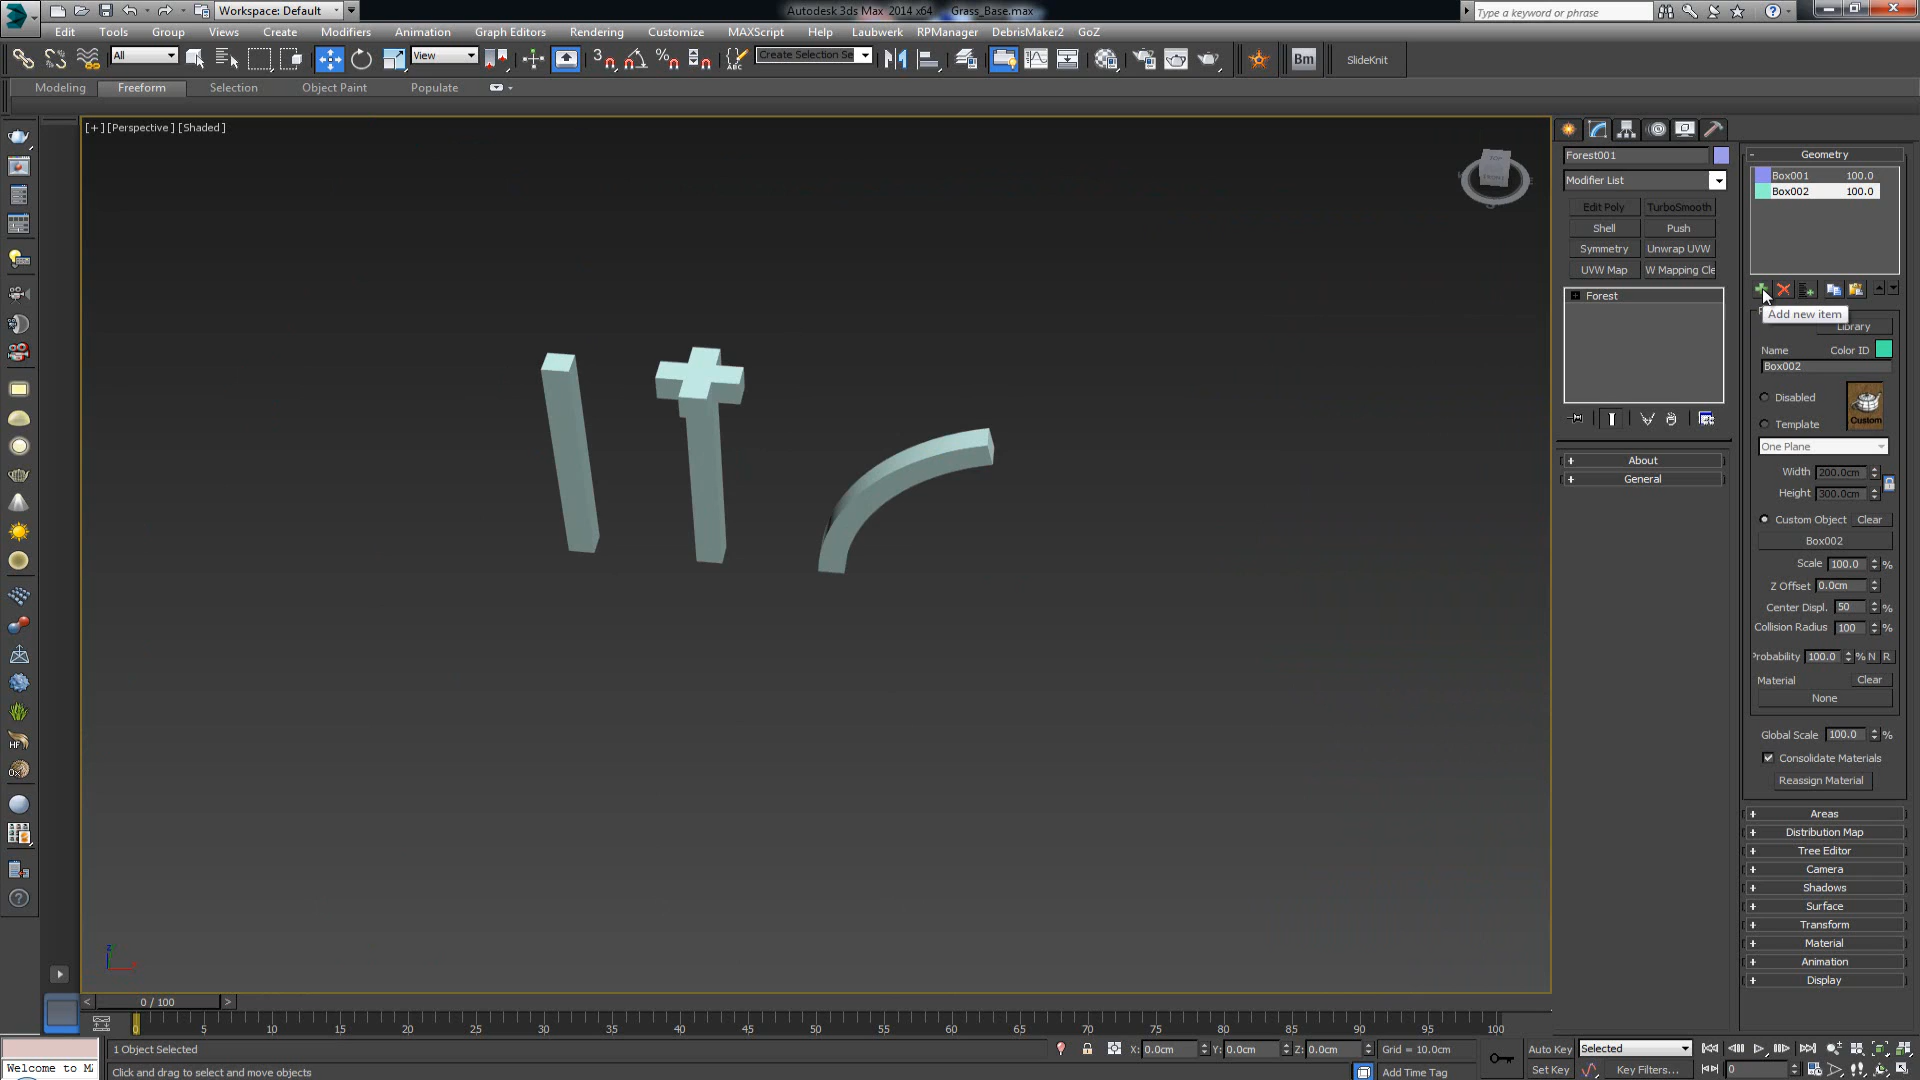 Workspace: Default
Autodesk 3ds Max 2014 x64 Grass_Base.max
Type a keyword or phrase
Edit Tools Group Views Create Modifiers Animation Graph Editors Rendering Customize MAXScript Help Laubwerk RPManager DebrisMaker2 GoZ
All
View
Create Selection Se
Bm
SlideKnit
Modeling Freeform Selection Object Paint Populate
[+] [Perspective] [Shaded]
Forest001
Modifier List
Edit Poly TurboSmooth
Shell Push
Symmetry Unwrap UVW
UVW Map W Mapping Cle
Forest
+ About
+ General
- Geometry
Box001 100.0
Box002 100.0
Add new item
Library
Name Color ID
Box002
Disabled
Custom
Template
One Plane
Width 200.0cm
Height 300.0cm
Custom Object Clear
Box002
Scale 100.0 %
Z Offset 0.0cm
Center Displ. 50 %
Collision Radius 100 %
Probability 100.0 % N R
Material Clear
None
Global Scale 100.0 %
Consolidate Materials
Reassign Material
+ Areas
+ Distribution Map
+ Tree Editor
+ Camera
+ Shadows
+ Surface
+ Transform
+ Material
+ Animation
+ Display
< 0 / 100 >
0 5 10 15 20 25 30 35 40 45 50 55 60 65 70 75 80 85 90 95 100
1 Object Selected
X: 0.0cm Y: 0.0cm Z: 0.0cm Grid = 10.0cm
Auto Key Selected
Welcome to MA
Click and drag to select and move objects
Add Time Tag
Set Key Key Filters... 0